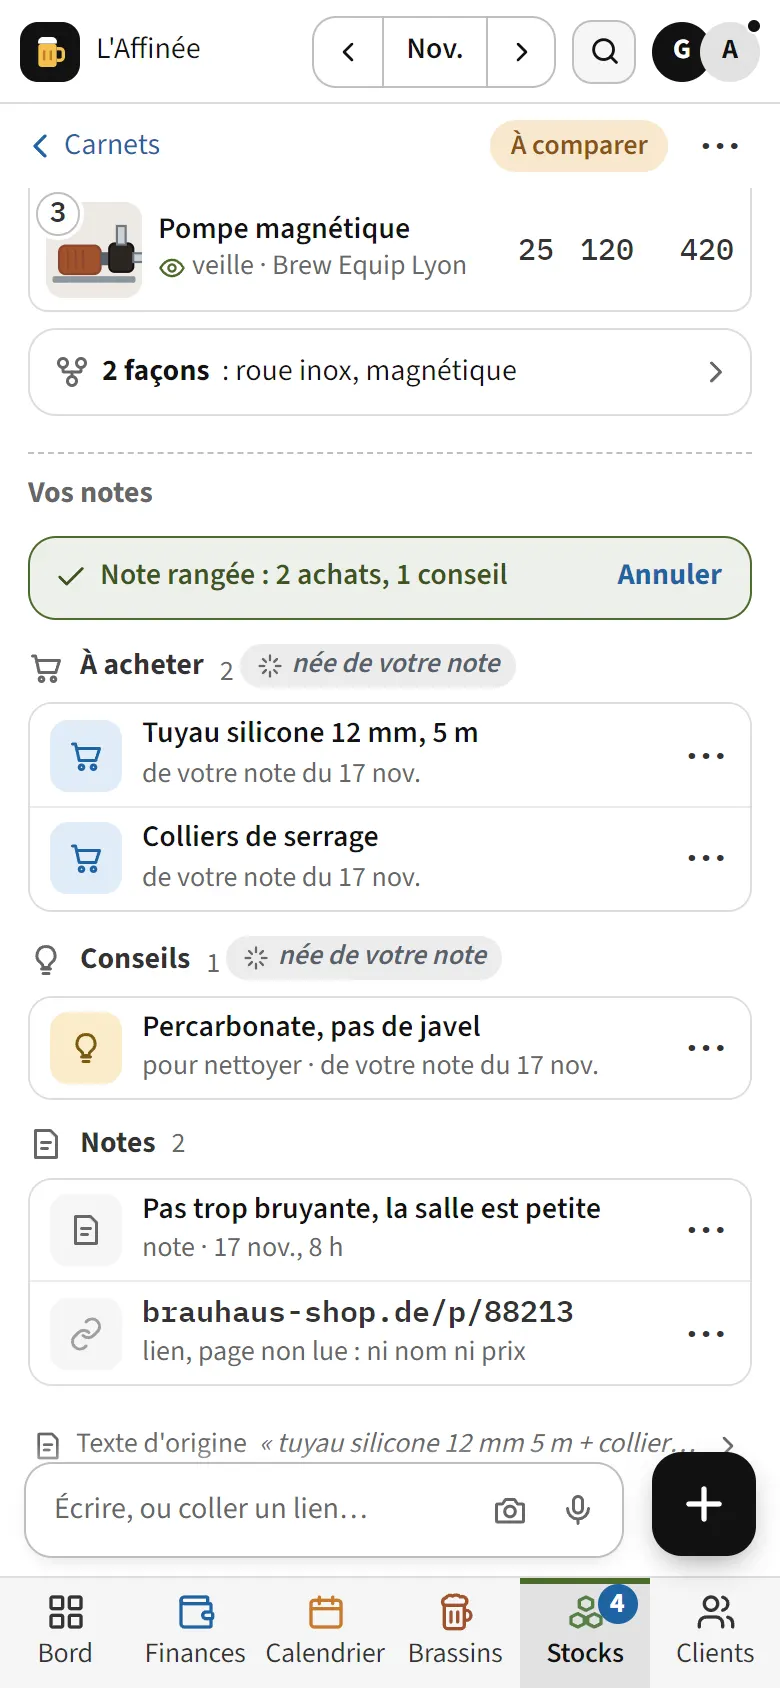 L'Affinée
Nov.
G
A
Carnets
À comparer
3
Pompe magnétique
veille · Brew Equip Lyon
25 120 420
2 façons : roue inox, magnétique
Vos notes
Note rangée : 2 achats, 1 conseil
Annuler
À acheter 2 née de votre note
Tuyau silicone 12 mm, 5 m
de votre note du 17 nov.
Colliers de serrage
de votre note du 17 nov.
Conseils 1 née de votre note
Percarbonate, pas de javel
pour nettoyer · de votre note du 17 nov.
Notes 2
Pas trop bruyante, la salle est petite
note · 17 nov., 8 h
brauhaus-shop.de/p/88213
lien, page non lue : ni nom ni prix
Texte d'origine « tuyau silicone 12 mm 5 m + collier…
Écrire, ou coller un lien…
Bord
Finances
Calendrier
Brassins
4
Stocks
Clients